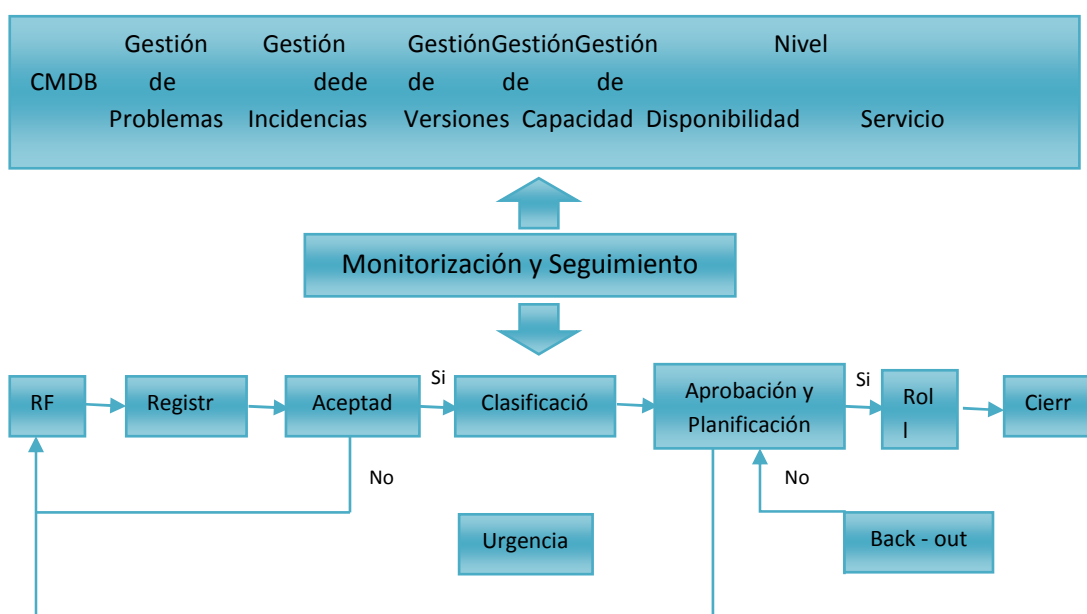 Gestión Gestión GestiónGestiónGestión Nivel
CMDB de dede de de de
Problemas Incidencias Versiones Capacidad Disponibilidad Servicio
Monitorización y Seguimiento
RF
Registr
Aceptad
Si
Clasificació
Aprobación y
Planificación
Si
Rol
l
Cierr
No
No
Urgencia
Back - out